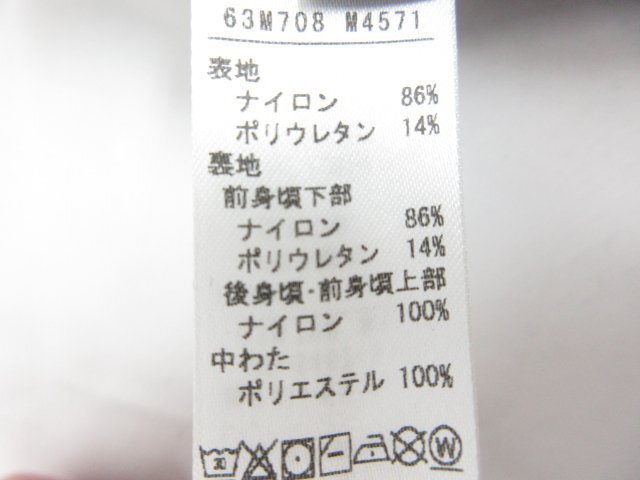 63M708 M4571
表地
ナイロン 86%
ポリウレタン 14%
裏地
前身頃下部
ナイロン 86%
ポリウレタン 14%
後身頃・前身頃上部
ナイロン 100%
中わた
ポリエステル 100%
30 W